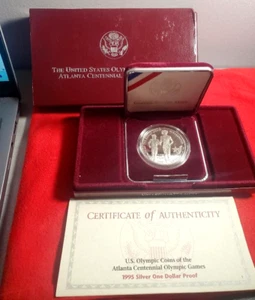 THE UNITED STATES OLYM
ATLANTA CENTENNIAL
CERTIFICATE OF AUTHENTICITY
U.S. Olympic Coins of the
Atlanta Centennial Olympic Games
1995 Silver One Dollar Proof